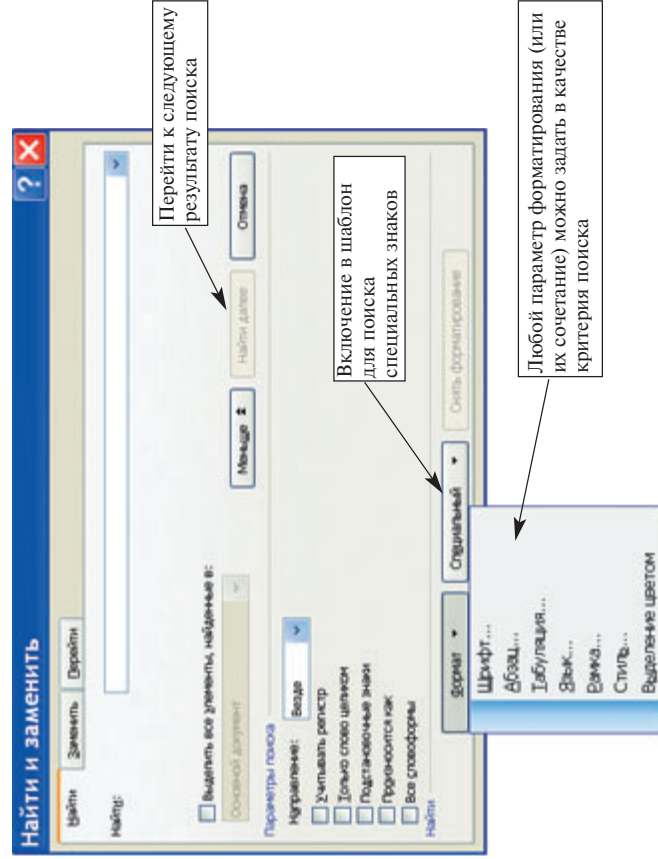 Найти и заменить
Найти
Заменить
Перейти
Найти:
Выделить все элементы, найденные в:
Основной документ
Меньше
Найти далее
Отмена
Перейти к следующему
результату поиска
Параметры поиска
Направление:
Везде
Учитывать регистр
Только слово целиком
Подстановочные знаки
Произносится как
Все словоформы
Включение в шаблон
для поиска
специальных знаков
Найти
Формат
Специальный
Снять форматирование
Шрифт...
Абзац...
Табуляция...
Язык...
Рамка...
Стиль...
Выделение цветом
Любой параметр форматирования (или
их сочетание) можно задать в качестве
критерия поиска